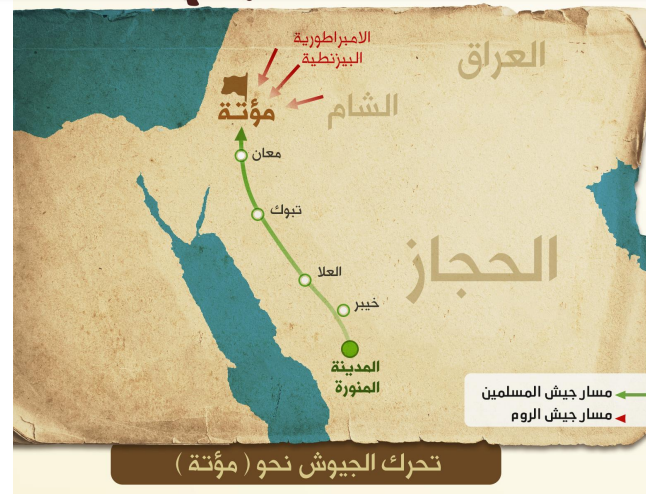 الامبراطورية
البيزنطية
العراق
الشام
مؤتة
معان
تبوك
الحجاز
العلا
خيبر
المدينة
المنورة
مسار جيش المسلمين
مسار جيش الروم
تحرك الجيوش نحو ( مؤتة )